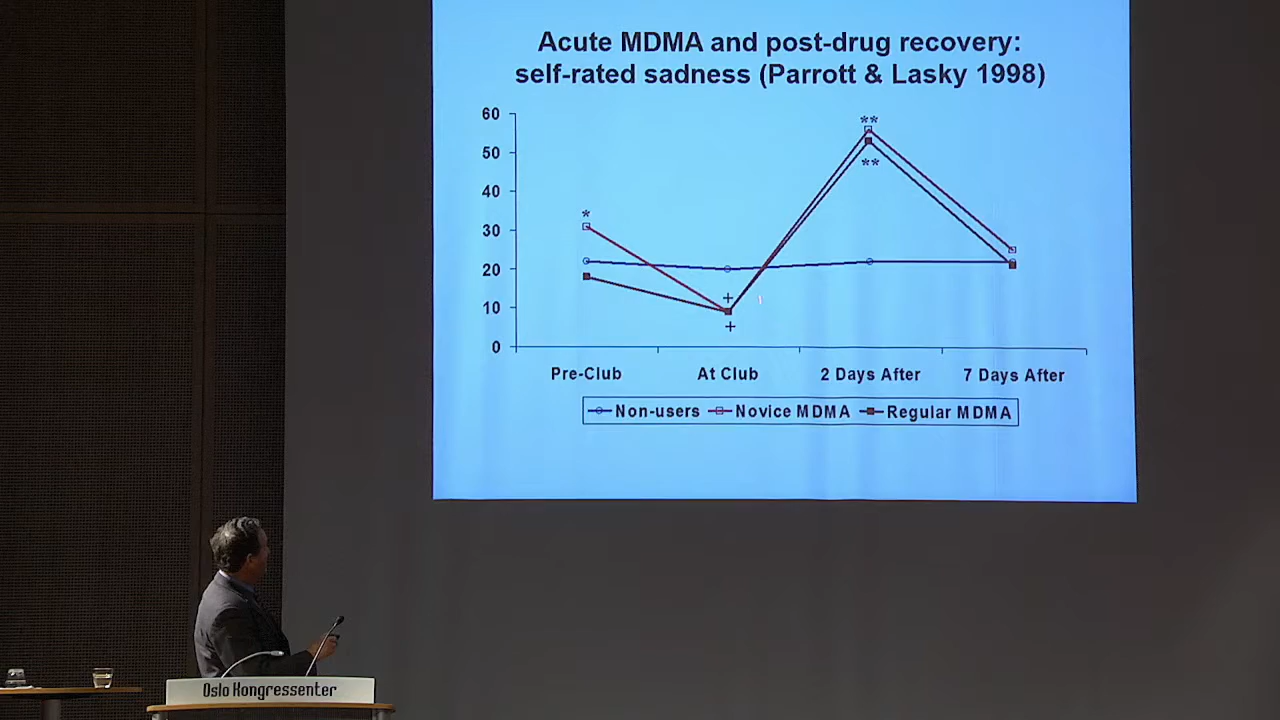 Acute MDMA and post-drug recovery:
self-rated sadness (Parrott & Lasky 1998)
60
50
40
30
20
10
0
*
**
**
+
+
Pre-Club At Club 2 Days After 7 Days After
Non-users Novice MDMA Regular MDMA
Oslo Kongressenter